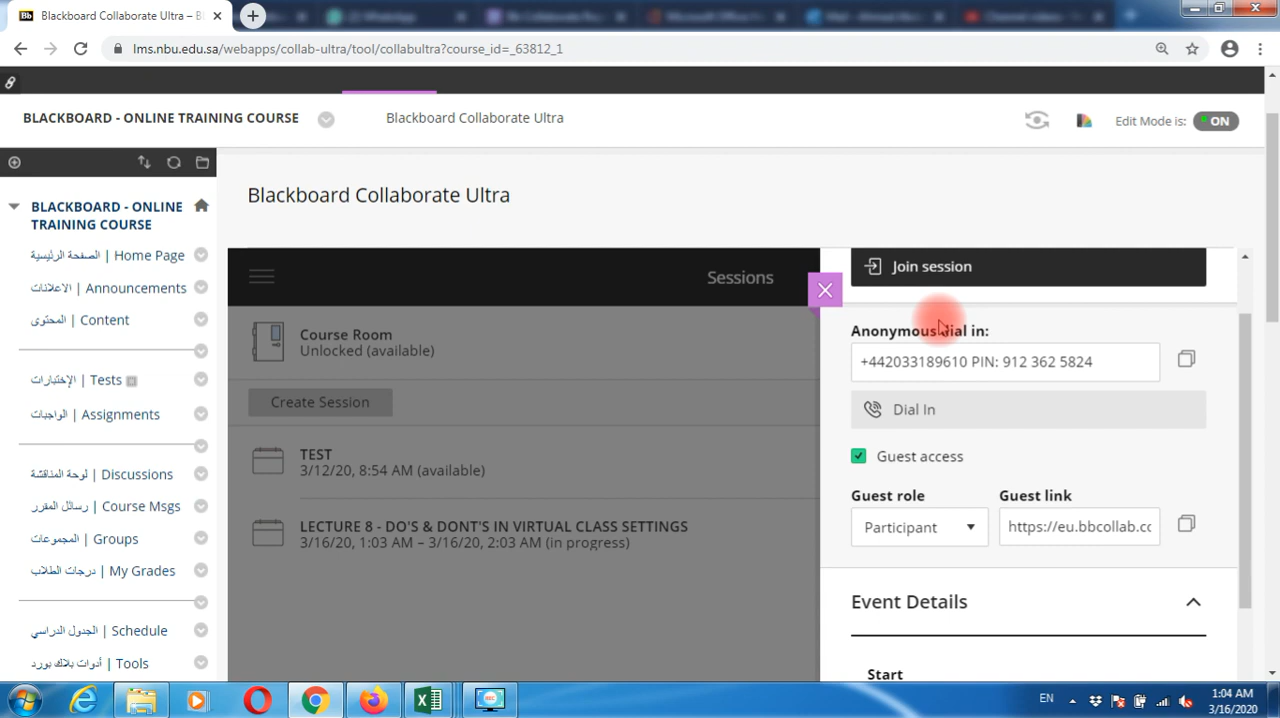 Blackboard Collaborate Ultra – B
lms.nbu.edu.sa/webapps/collab-ultra/tool/collabultra?course_id=_63812_1
BLACKBOARD - ONLINE TRAINING COURSE
Blackboard Collaborate Ultra
Edit Mode is:
ON
BLACKBOARD - ONLINE
TRAINING COURSE
الصفحة الرئيسية | Home Page
الاعلانات | Announcements
المحتوى | Content
الإختبارات | Tests
الواجبات | Assignments
لوحة المناقشة | Discussions
رسائل المقرر | Course Msgs
المجموعات | Groups
درجات الطلاب | My Grades
الجدول الدراسي | Schedule
أدوات بلاك بورد | Tools
Blackboard Collaborate Ultra
Sessions
Course Room
Unlocked (available)
Create Session
TEST
3/12/20, 8:54 AM (available)
LECTURE 8 - DO'S & DONT'S IN VIRTUAL CLASS SETTINGS
3/16/20, 1:03 AM – 3/16/20, 2:03 AM (in progress)
Join session
Anonymous dial in:
+442033189610 PIN: 912 362 5824
Dial In
Guest access
Guest role
Guest link
Participant
https://eu.bbcollab.cc
Event Details
Start
EN
1:04 AM
3/16/2020